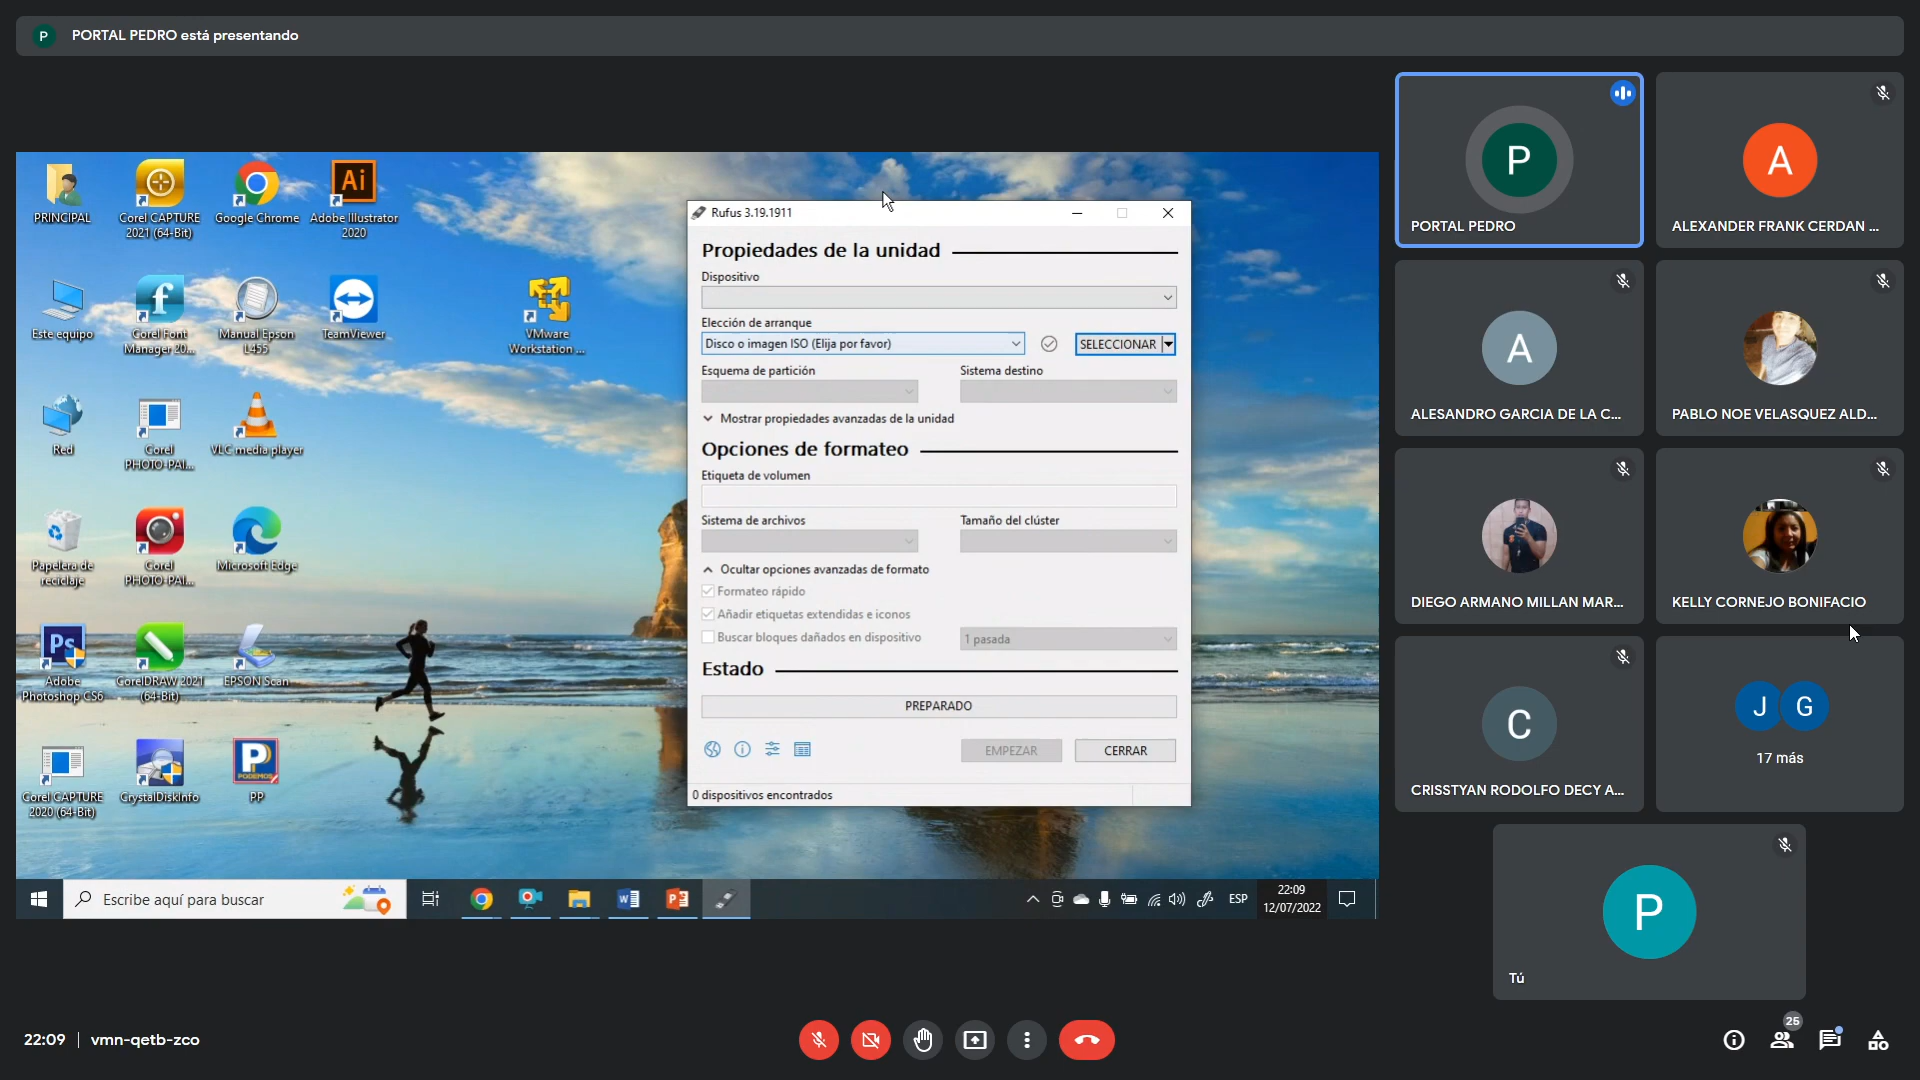 P
PORTAL PEDRO está presentando
PRINCIPAL
Corel CAPTURE
2021 (64-Bit)
Google Chrome
Ai
Adobe Illustrator
2020
Este equipo
Corel Font
Manager 20...
Manual Epson
L455
TeamViewer
VMware
Workstation ...
Red
Corel
PHOTO-PAI...
VLC media player
Papelera de
reciclaje
Corel
PHOTO-PAI...
Microsoft Edge
Ps
Adobe
Photoshop CS6
CorelDRAW 2021
(64-Bit)
EPSON Scan
Corel CAPTURE
2020 (64-Bit)
CrystalDiskInfo
P
PODEMOS
PP
Rufus 3.19.1911
Propiedades de la unidad
Dispositivo
Elección de arranque
Disco o imagen ISO (Elija por favor)
SELECCIONAR
Esquema de partición
Sistema destino
Mostrar propiedades avanzadas de la unidad
Opciones de formateo
Etiqueta de volumen
Sistema de archivos
Tamaño del clúster
Ocultar opciones avanzadas de formato
Formateo rápido
Añadir etiquetas extendidas e iconos
Buscar bloques dañados en dispositivo
1 pasada
Estado
PREPARADO
EMPEZAR
CERRAR
0 dispositivos encontrados
Escribe aquí para buscar
ESP
22:09
12/07/2022
P
PORTAL PEDRO
A
ALEXANDER FRANK CERDAN ...
A
ALESANDRO GARCIA DE LA C...
PABLO NOE VELASQUEZ ALD...
DIEGO ARMANO MILLAN MAR...
KELLY CORNEJO BONIFACIO
C
CRISSTYAN RODOLFO DECY A...
J
G
17 más
P
Tú
22:09
vmn-qetb-zco
25